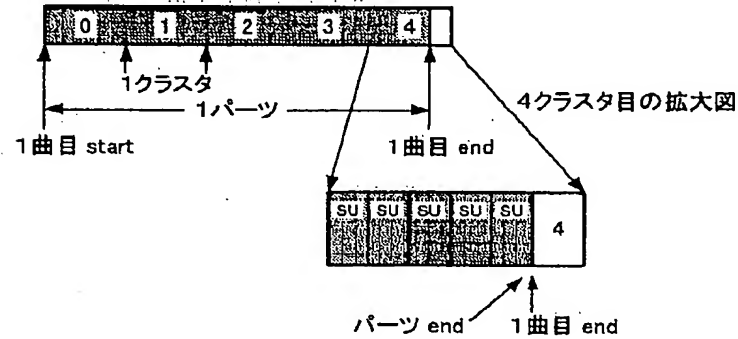 0 1 2 3 4
1クラスタ
1パーツ
4クラスタ目の拡大図
1曲目 start
1曲目 end
SU SU SU SU SU
4
パーツ end
1曲目 end